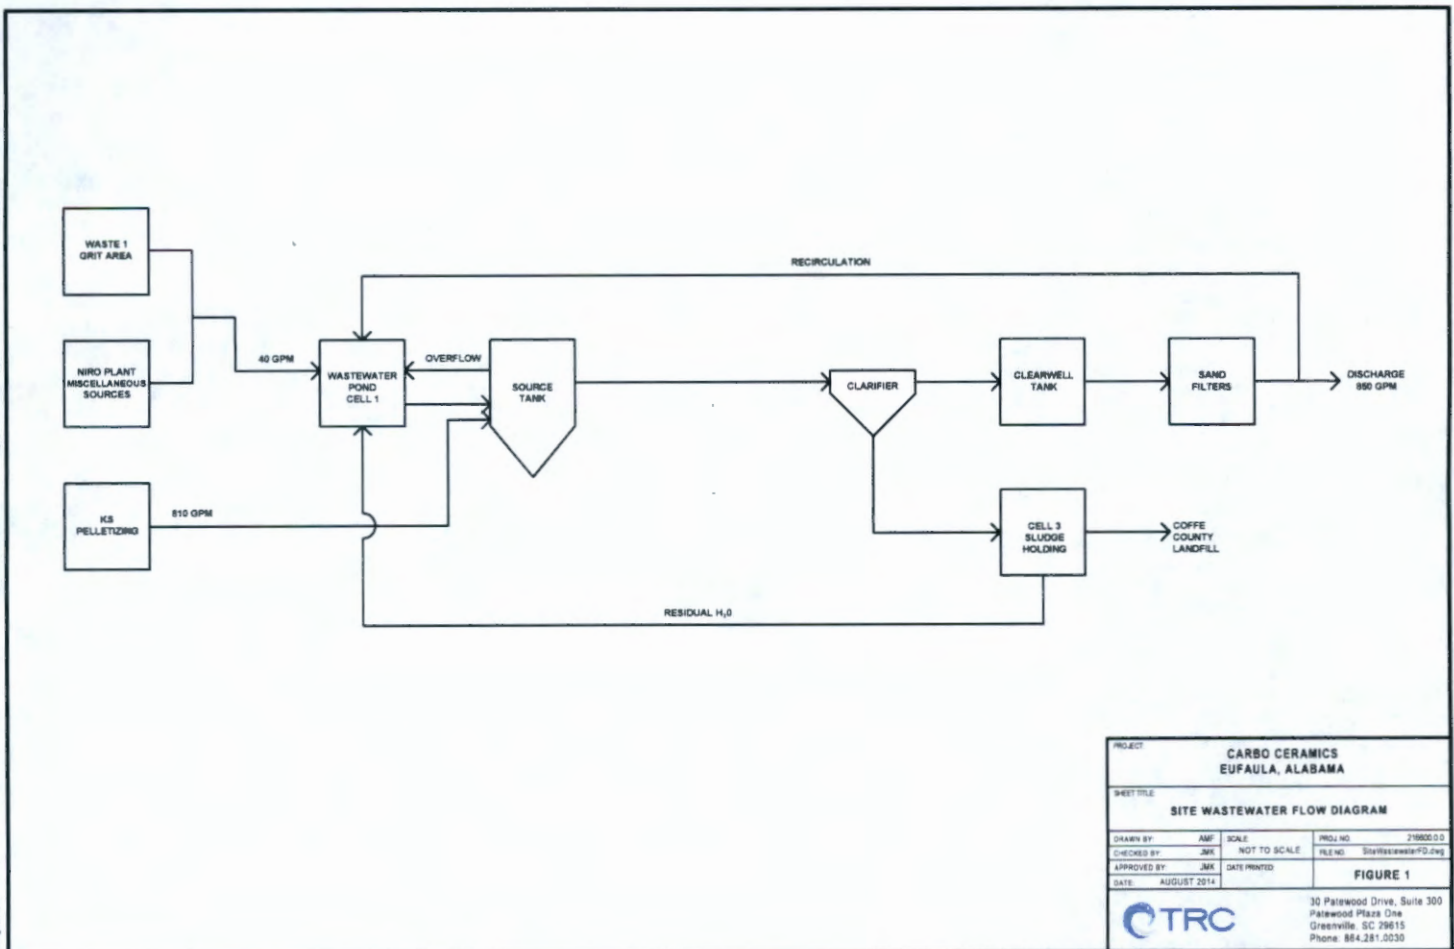 RECIRCULATION
WASTE 1
GRIT AREA
NIRO PLANT
MISCELLANEOUS
SOURCES
40 GPM
WASTEWATER
POND
CELL 1
OVERFLOW
SOURCE
TANK
CLARIFIER
CLEARWELL
TANK
SAND
FILTERS
DISCHARGE
850 GPM
KS
PELLETIZING
810 GPM
CELL 3
SLUDGE
HOLDING
COFFE
COUNTY
LANDFILL
RESIDUAL H₂0
PROJECT:
CARBO CERAMICS
EUFAULA, ALABAMA
SHEET TITLE:
SITE WASTEWATER FLOW DIAGRAM
DRAWN BY: AMF SCALE: PROJ NO.
CHECKED BY: JMK NOT TO SCALE FILE NO. SiteWastewaterFD.dwg
APPROVED BY: JMK DATE PRINTED:
DATE: AUGUST 2014 FIGURE 1
TRC
30 Patewood Drive, Suite 300
Patewood Plaza One
Greenville, SC 29615
Phone: 864.281.0030